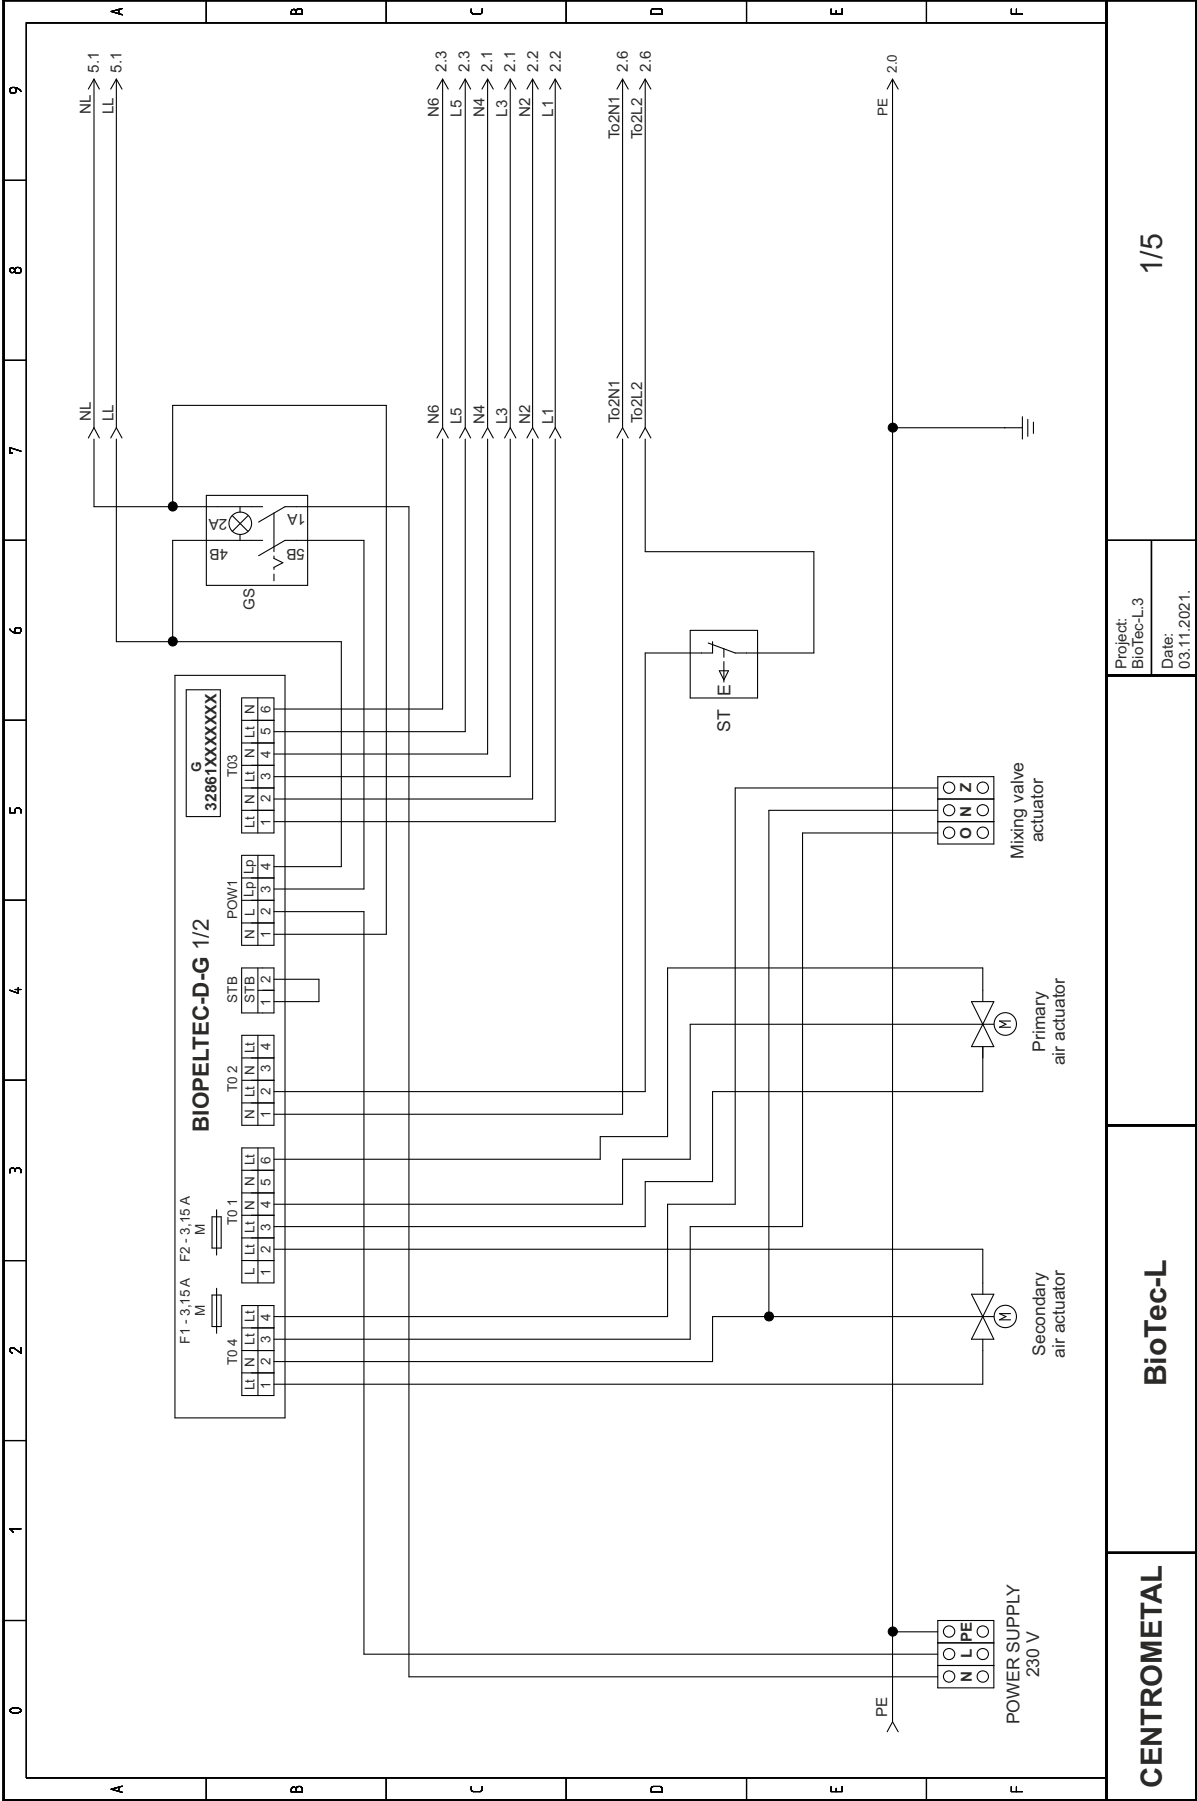 0 1 2 3 4 5 6 7 8 9
A
B
C
D
E
F
A
B
C
D
E
F
NL
LL
NL 5.1
LL 5.1
GS
4B 2A
5B 1A
BIOPELTEC-D-G 1/2
G
32861XXXXXXX
F1 - 3,15 A
M
F2 - 3,15 A
M
T0 4
Lt N Lt Lt
1 2 3 4
T0 1
L Lt Lt N N Lt
1 2 3 4 5 6
T0 2
N Lt N Lt
1 2 3 4
STB
STB
1 2
POW1
N L Lp Lp
1 2 3 4
T03
Lt N Lt N Lt N
1 2 3 4 5 6
N6
L5
N4
L3
N2
L1
N6 2.3
L5 2.3
N4 2.1
L3 2.1
N2 2.2
L1 2.2
To2N1
To2L2
To2N1 2.6
To2L2 2.6
ST
E
PE
PE 2.0
N L PE
POWER SUPPLY
230 V
M
Secondary
air actuator
M
Primary
air actuator
O N Z
Mixing valve
actuator
CENTROMETAL
BioTec-L
Project:
BioTec-L.3
Date:
03.11.2021.
1/5